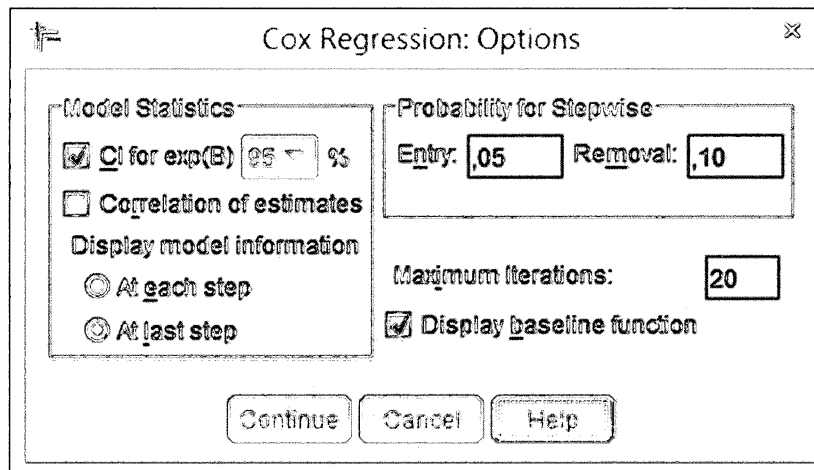 Cox Regression: Options
Model Statistics
CI for exp(B) 95 %
Correlation of estimates
Display model information
At each step
At last step
Probability for Stepwise
Entry: ,05 Removal: ,10
Maximum Iterations: 20
Display baseline function
Continue Cancel Help